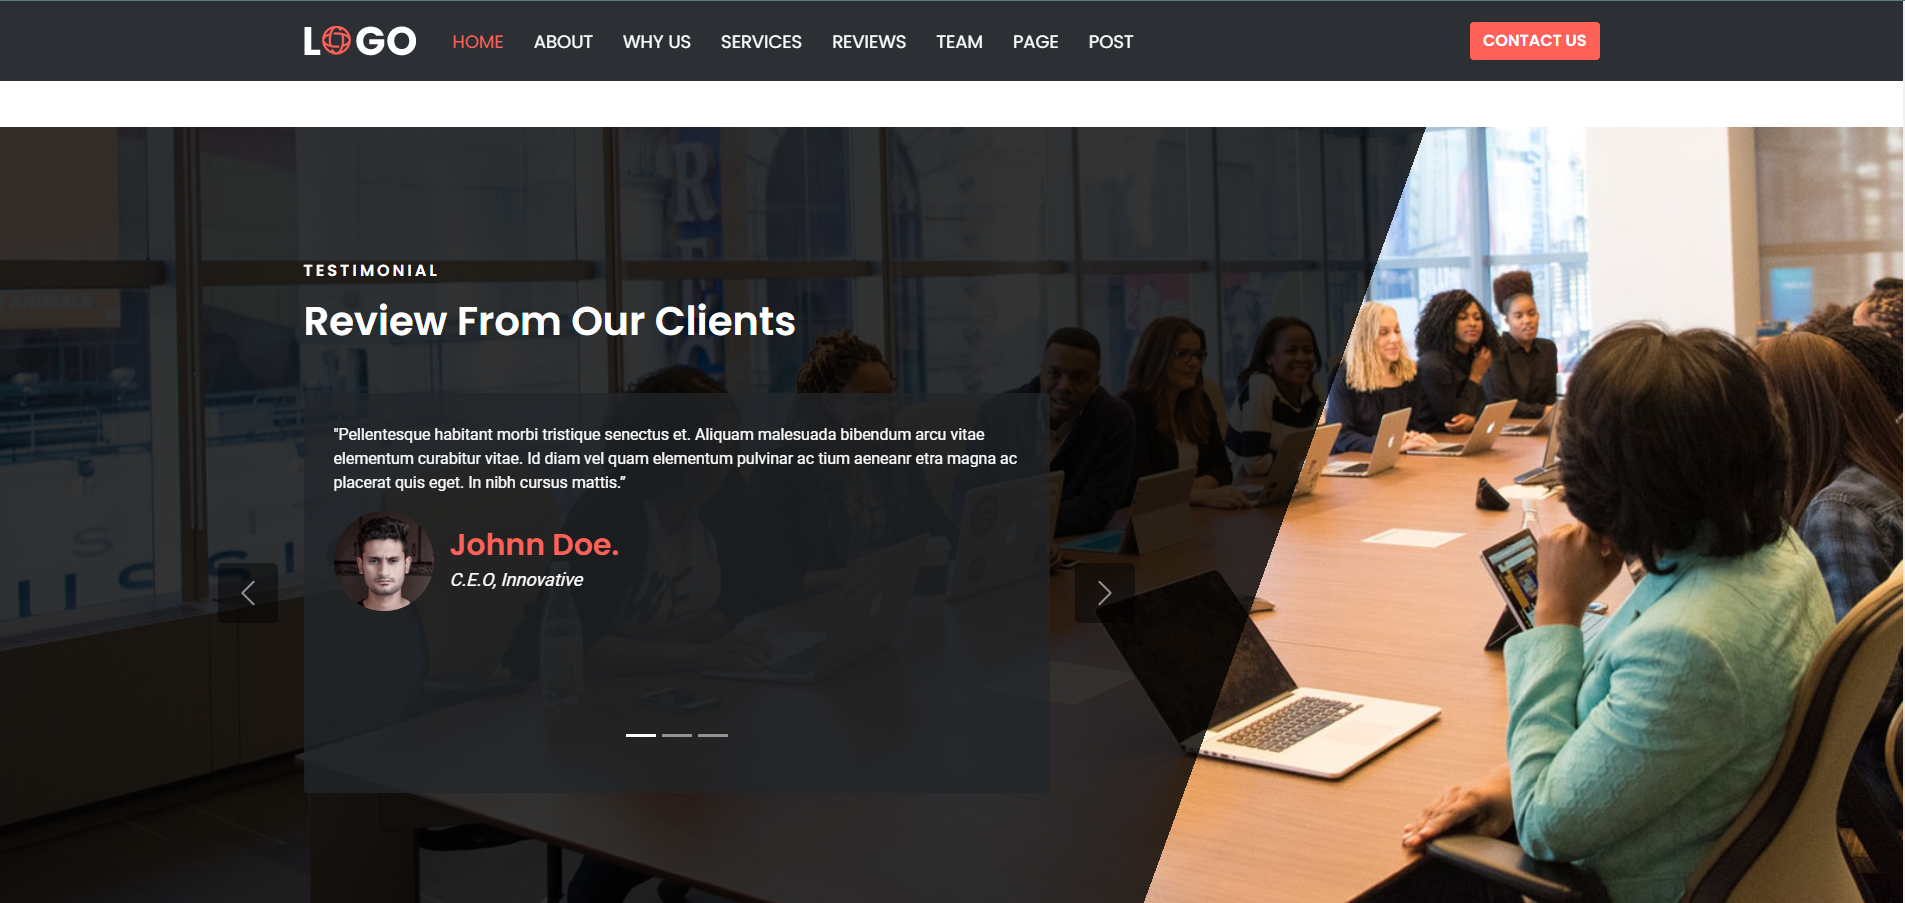 LOGO HOME ABOUT WHY US SERVICES REVIEWS TEAM PAGE POST CONTACT US
TESTIMONIAL
Review From Our Clients
"Pellentesque habitant morbi tristique senectus et. Aliquam malesuada bibendum arcu vitae
elementum curabitur vitae. Id diam vel quam elementum pulvinar ac tium aeneanr etra magna ac
placerat quis eget. In nibh cursus mattis."
Johnn Doe.
C.E.O, Innovative